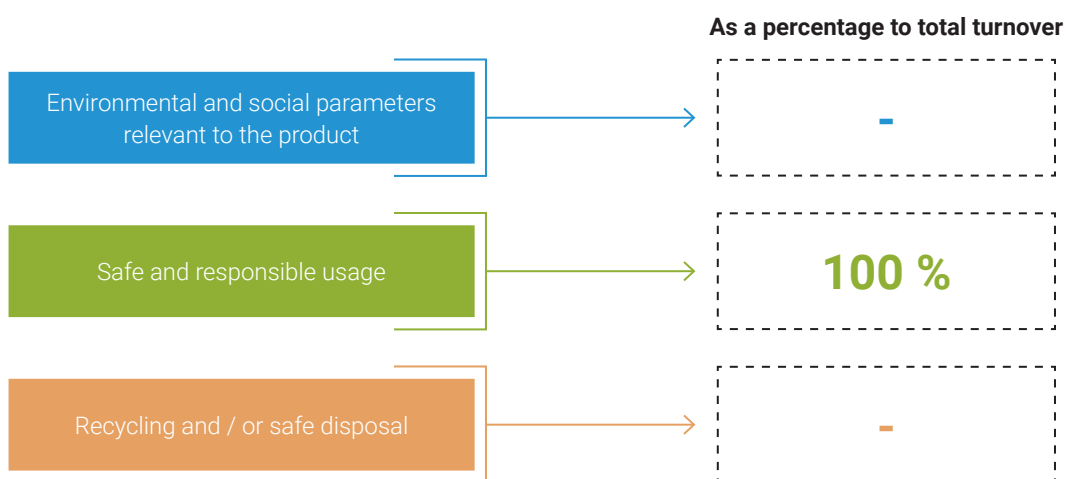 As a percentage to total turnover
Environmental and social parameters
relevant to the product
-
Safe and responsible usage
100 %
Recycling and / or safe disposal
-